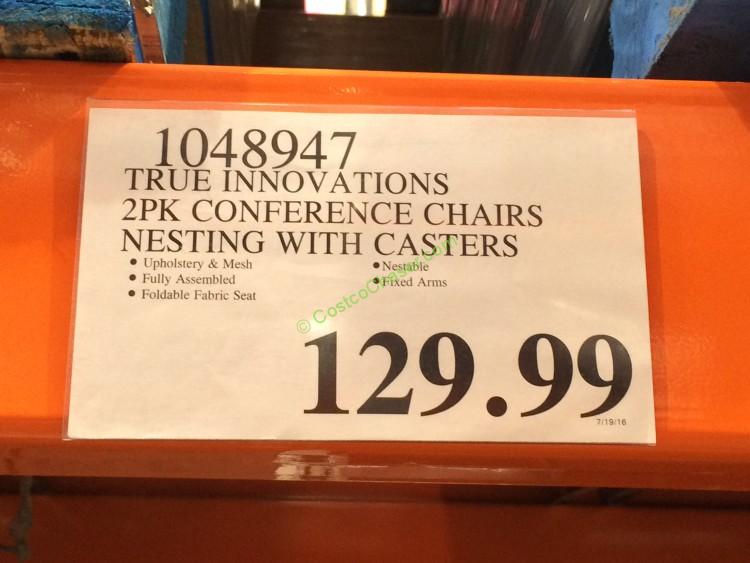 1048947
TRUE INNOVATIONS
2PK CONFERENCE CHAIRS
NESTING WITH CASTERS
• Upholstery & Mesh
• Fully Assembled
• Foldable Fabric Seat
• Nestable
• Fixed Arms
© CostcoChaser.com
129.99
7/19/16